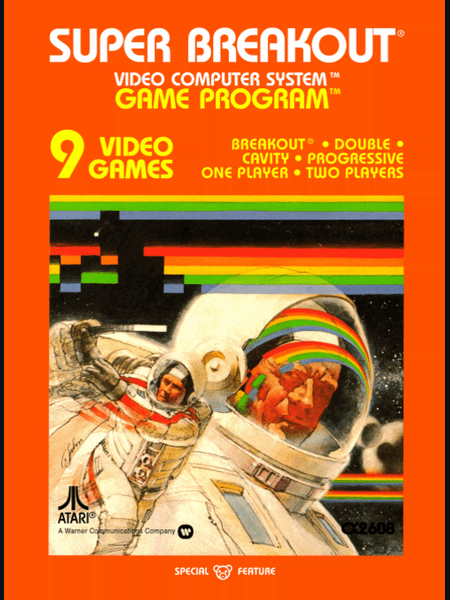 SUPER BREAKOUT®
VIDEO COMPUTER SYSTEM™
GAME PROGRAM™
9 VIDEO GAMES
BREAKOUT® • DOUBLE •
CAVITY • PROGRESSIVE
ONE PLAYER • TWO PLAYERS
ATARI®
A Warner Communications Company
CX2608
SPECIAL FEATURE